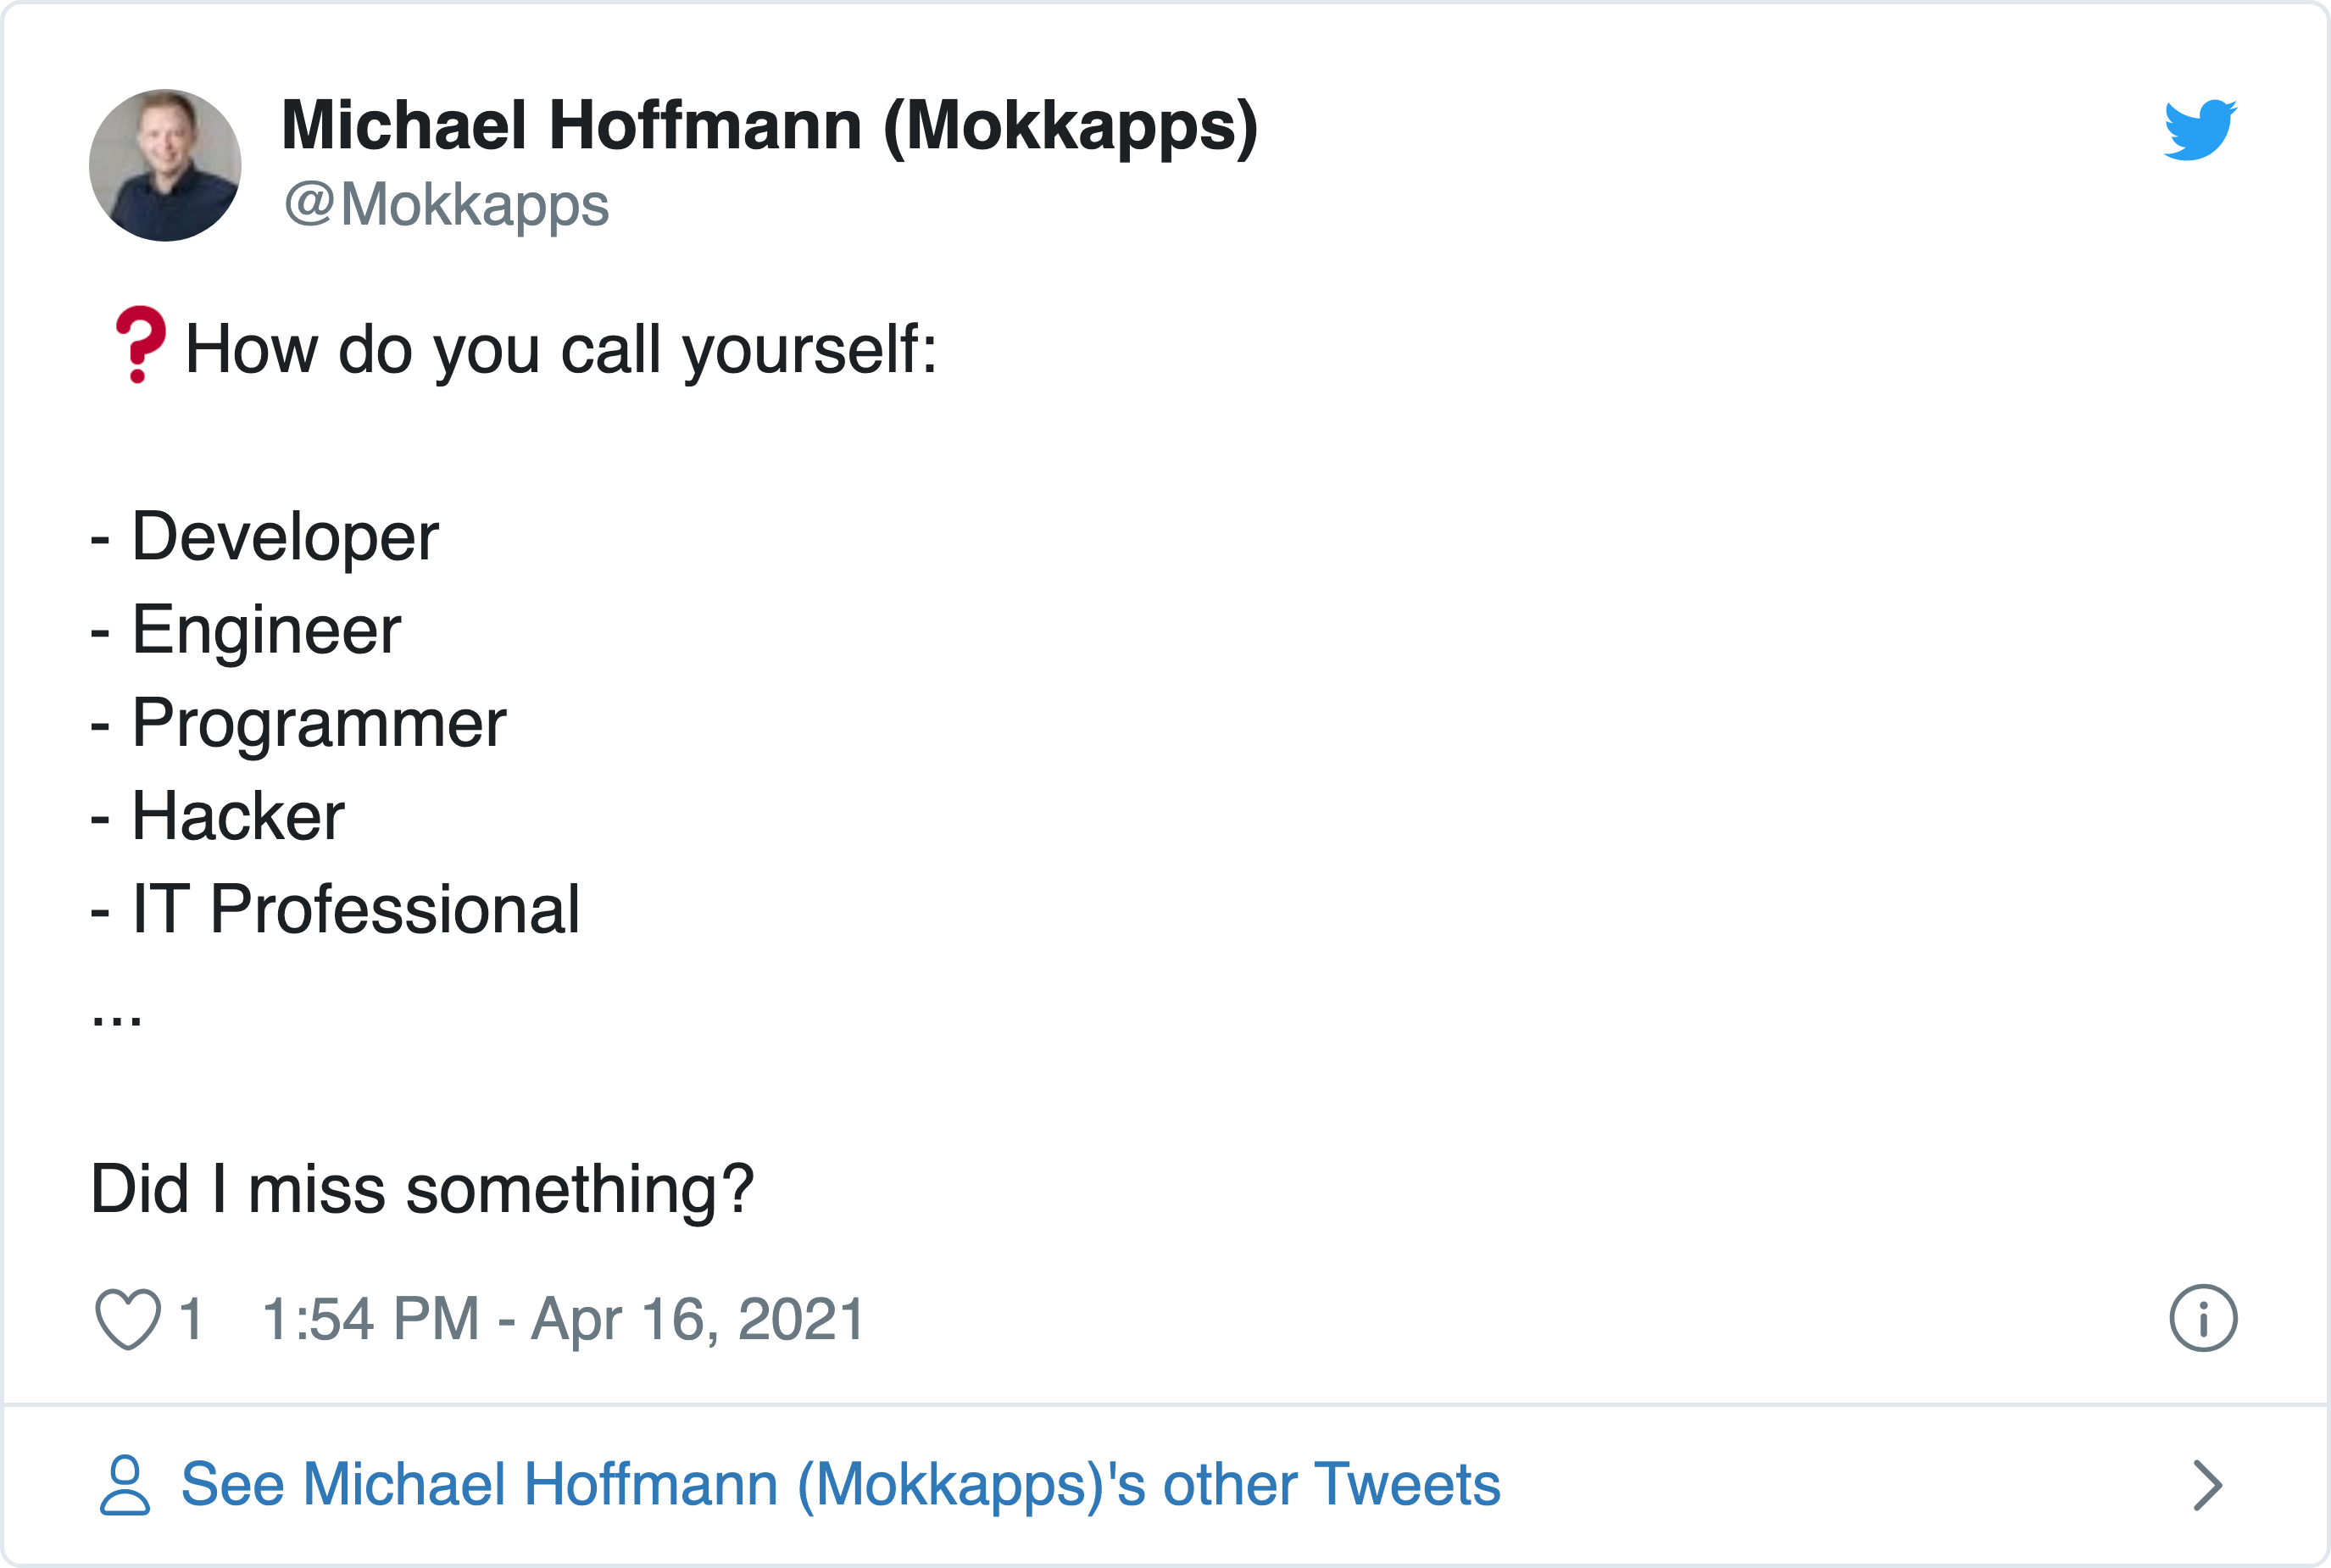 Michael Hoffmann (Mokkapps)
@Mokkapps
❓How do you call yourself:
- Developer
- Engineer
- Programmer
- Hacker
- IT Professional
...
Did I miss something?
1 1:54 PM - Apr 16, 2021
See Michael Hoffmann (Mokkapps)'s other Tweets